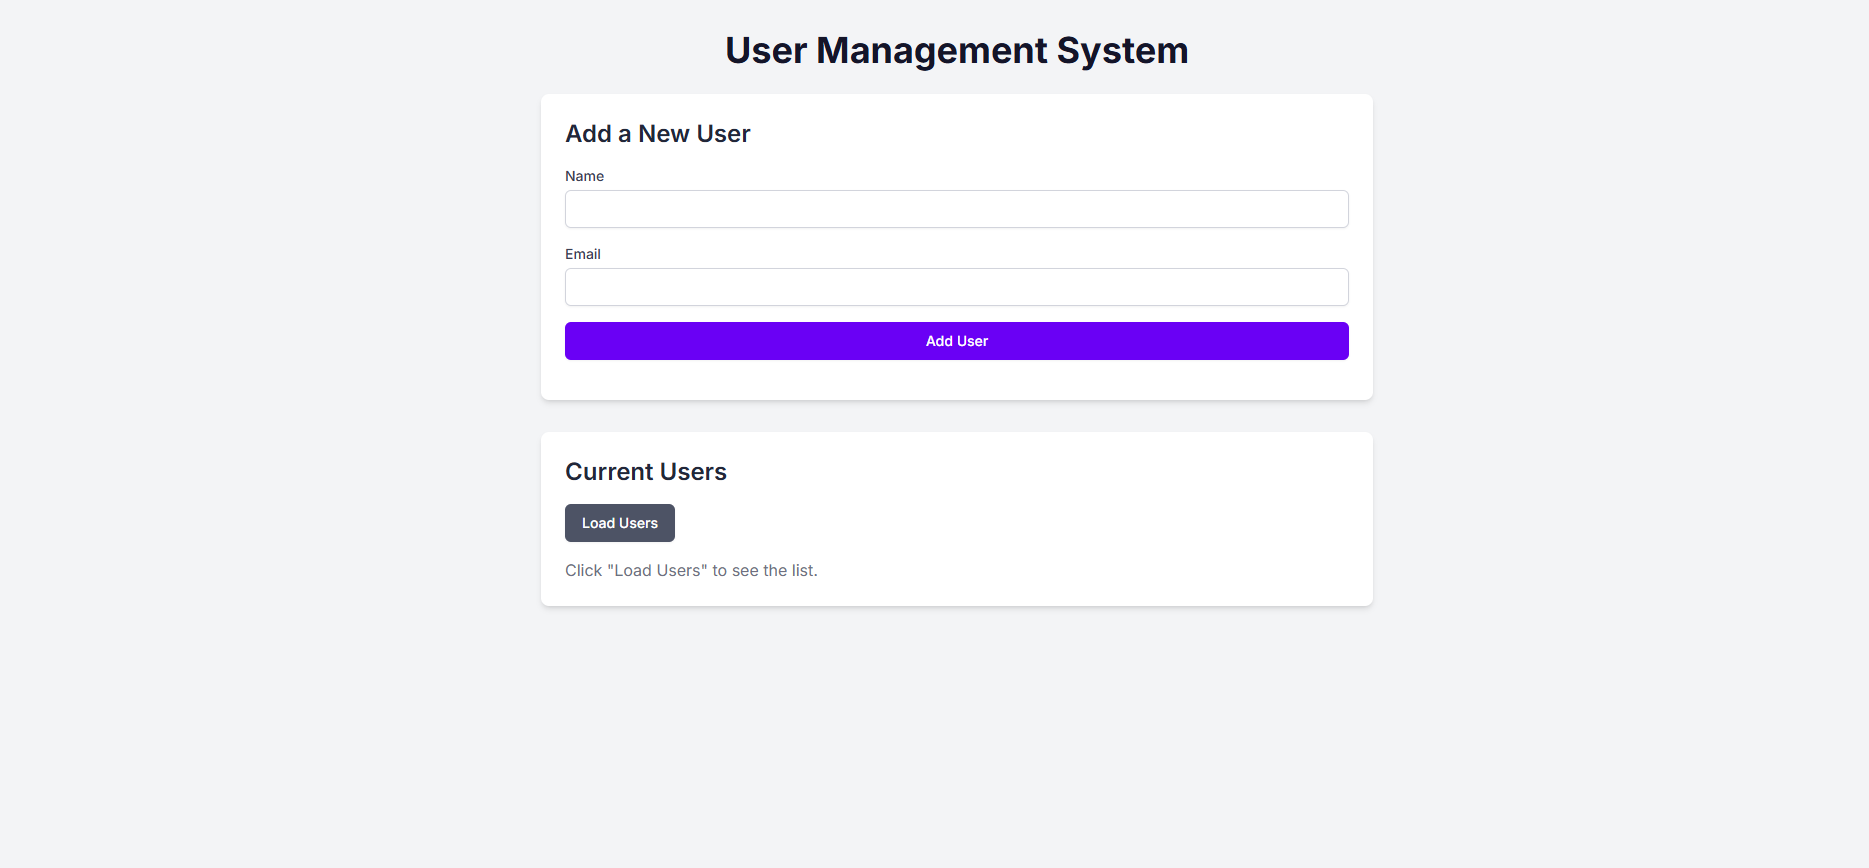 User Management System
Add a New User
Name
Email
Add User
Current Users
Load Users
Click "Load Users" to see the list.